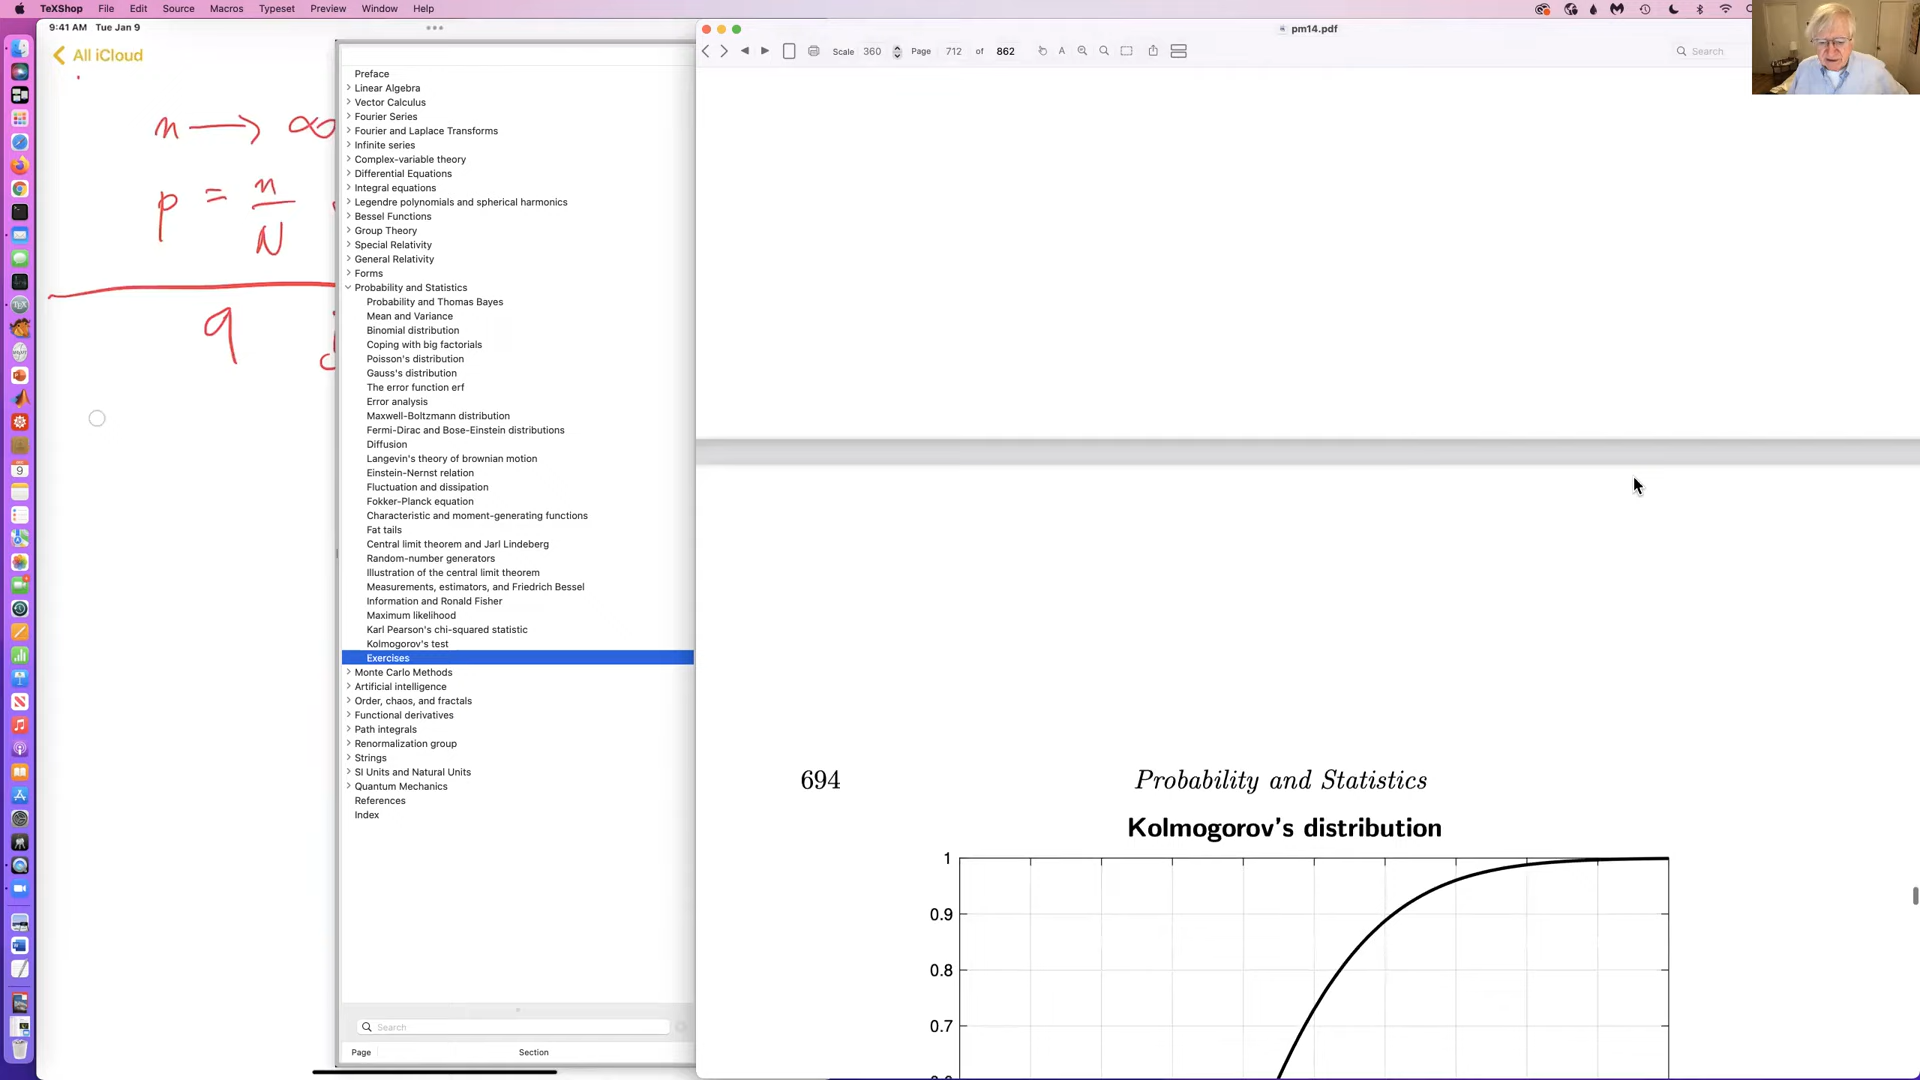 TeXShop File Edit Source Macros Typeset Preview Window Help
9:41 AM Tue Jan 9
All iCloud
n → ∞
p = n/N
9
pm14.pdf
Scale 360 Page 712 of 862
Search
Preface
Linear Algebra
Vector Calculus
Fourier Series
Fourier and Laplace Transforms
Infinite series
Complex-variable theory
Differential Equations
Integral equations
Legendre polynomials and spherical harmonics
Bessel Functions
Group Theory
Special Relativity
General Relativity
Forms
Probability and Statistics
Probability and Thomas Bayes
Mean and Variance
Binomial distribution
Coping with big factorials
Poisson's distribution
Gauss's distribution
The error function erf
Error analysis
Maxwell-Boltzmann distribution
Fermi-Dirac and Bose-Einstein distributions
Diffusion
Langevin's theory of brownian motion
Einstein-Nernst relation
Fluctuation and dissipation
Fokker-Planck equation
Characteristic and moment-generating functions
Fat tails
Central limit theorem and Jarl Lindeberg
Random-number generators
Illustration of the central limit theorem
Measurements, estimators, and Friedrich Bessel
Information and Ronald Fisher
Maximum likelihood
Karl Pearson's chi-squared statistic
Kolmogorov's test
Exercises
Monte Carlo Methods
Artificial intelligence
Order, chaos, and fractals
Functional derivatives
Path integrals
Renormalization group
Strings
SI Units and Natural Units
Quantum Mechanics
References
Index
Search
Page Section
694 Probability and Statistics
Kolmogorov's distribution
1
0.9
0.8
0.7